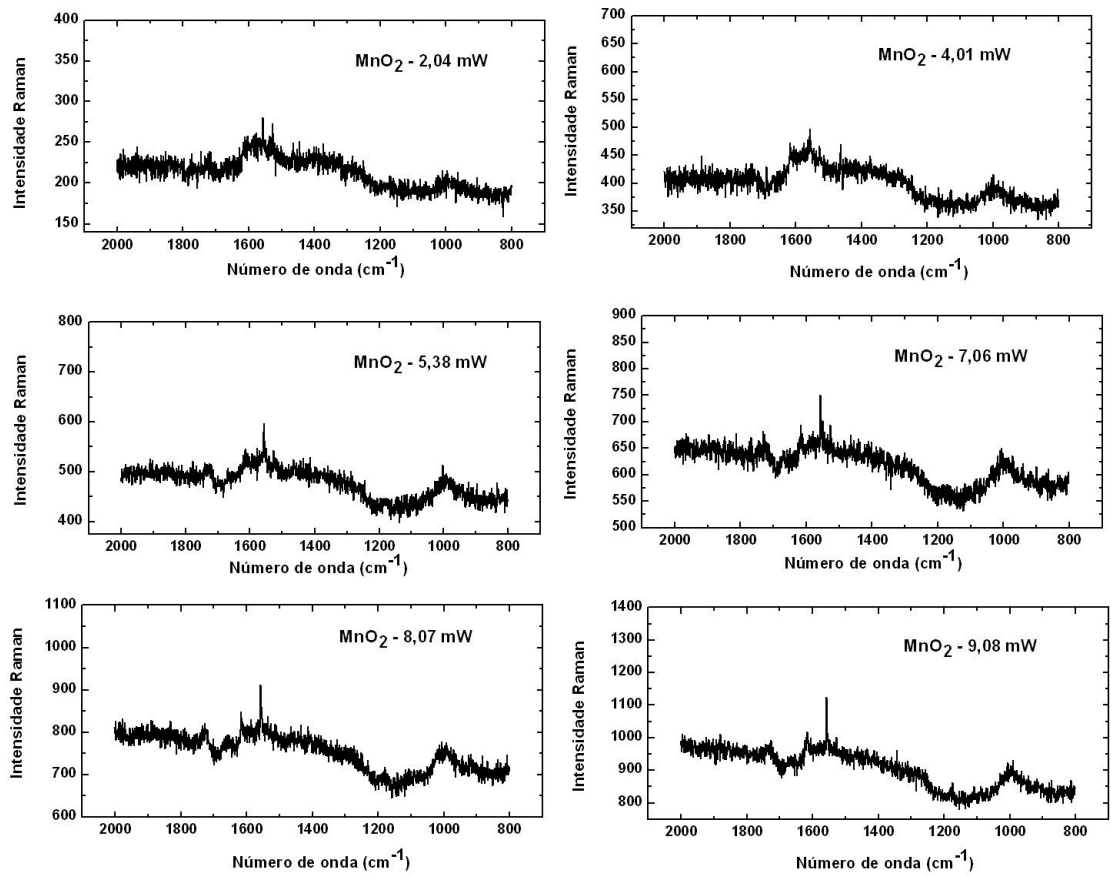 400
350
300
250
200
150
Intensidade Raman
MnO2 - 2,04 mW
2000 1800 1600 1400 1200 1000 800
Número de onda (cm-1)
700
650
600
550
500
450
400
350
Intensidade Raman
MnO2 - 4,01 mW
2000 1800 1600 1400 1200 1000 800
Número de onda (cm-1)
800
700
600
500
400
Intensidade Raman
MnO2 - 5,38 mW
2000 1800 1600 1400 1200 1000 800
Número de onda (cm-1)
900
850
800
750
700
650
600
550
500
Intensidade Raman
MnO2 - 7,06 mW
2000 1800 1600 1400 1200 1000 800
Número de onda (cm-1)
1100
1000
900
800
700
600
Intensidade Raman
MnO2 - 8,07 mW
2000 1800 1600 1400 1200 1000 800
Número de onda (cm-1)
1400
1300
1200
1100
1000
900
800
Intensidade Raman
MnO2 - 9,08 mW
2000 1800 1600 1400 1200 1000 800
Número de onda (cm-1)